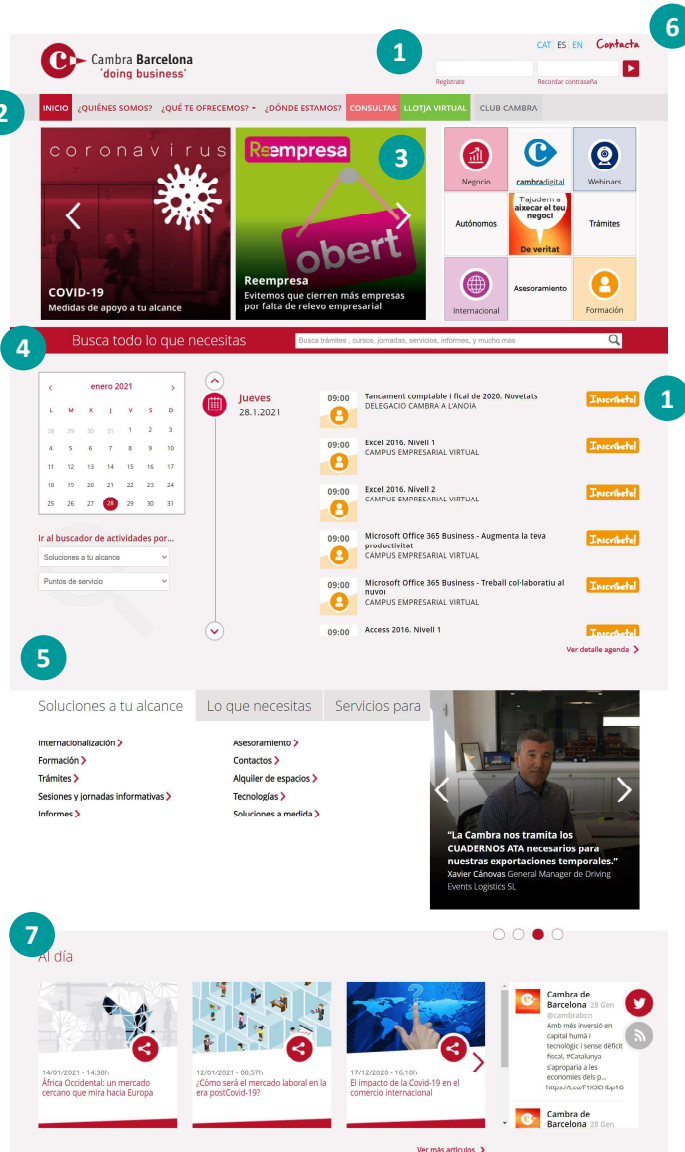 6
1
CAT ES EN Contacta
Cambra Barcelona
'doing business'
Regístrate
Recordar contraseña
2
INICIO ¿QUIÉNES SOMOS? ¿QUÉ TE OFRECEMOS? ¿DÓNDE ESTAMOS? CONSULTAS LLOTJA VIRTUAL CLUB CAMBRA
coronavirus
COVID-19
Medidas de apoyo a tu alcance
Reempresa
obert
3
Reempresa
Evitemos que cierren más empresas
por falta de relevo empresarial
Negocio
cambradigital
Webinars
Autónomos
T'ajudem a
aixecar el teu
negoci
De veritat
Trámites
Internacional
Asesoramiento
Formación
4
Busca todo lo que necesitas
Busca trámites , cursos, jornadas, servicios, informes, y mucho mas
enero 2021
L M X J V S D
28 29 30 31 1 2 3
4 5 6 7 8 9 10
11 12 13 14 15 16 17
18 19 20 21 22 23 24
25 26 27 28 29 30 31
Ir al buscador de actividades por...
Soluciones a tu alcance
Puntos de servicio
Jueves
28.1.2021
09:00 Tancament comptable i fical de 2020. Novetats
DELEGACIO CAMBRA A L'ANOIA
Inscríbete!
1
09:00 Excel 2016. Nivell 1
CAMPUS EMPRESARIAL VIRTUAL
Inscríbete!
09:00 Excel 2016. Nivell 2
CAMPUS EMPRESARIAL VIRTUAL
Inscríbete!
09:00 Microsoft Office 365 Business - Augmenta la teva
productivitat
CAMPUS EMPRESARIAL VIRTUAL
Inscríbete!
09:00 Microsoft Office 365 Business - Treball col·laboratiu al
núvol
CAMPUS EMPRESARIAL VIRTUAL
Inscríbete!
09:00 Access 2016. Nivell 1
Inscríbete!
Ver detalle agenda
5
Soluciones a tu alcance
Lo que necesitas
Servicios para
Internacionalización
Formación
Trámites
Sesiones y jornadas informativas
Informes
Asesoramiento
Contactos
Alquiler de espacios
Tecnologías
Soluciones a medida
“La Cambra nos tramita los
CUADERNOS ATA necesarios para
nuestras exportaciones temporales.”
Xavier Cánovas General Manager de Driving
Events Logistics SL
7
Al día
14/01/2021 - 14:30h
África Occidental: un mercado
cercano que mira hacia Europa
12/01/2021 - 08:57h
¿Cómo será el mercado laboral en la
era postCovid-19?
17/12/2020 - 16:10h
El impacto de la Covid-19 en el
comercio internacional
Cambra de
Barcelona 28 Gen
@cambrabcn
Amb més inversió en
capital humà i
tecnològic i sense dèficit
fiscal, #Catalunya
s'aproparia a les
economies dels p...
Cambra de
Barcelona 28 Gen
Ver más artículos